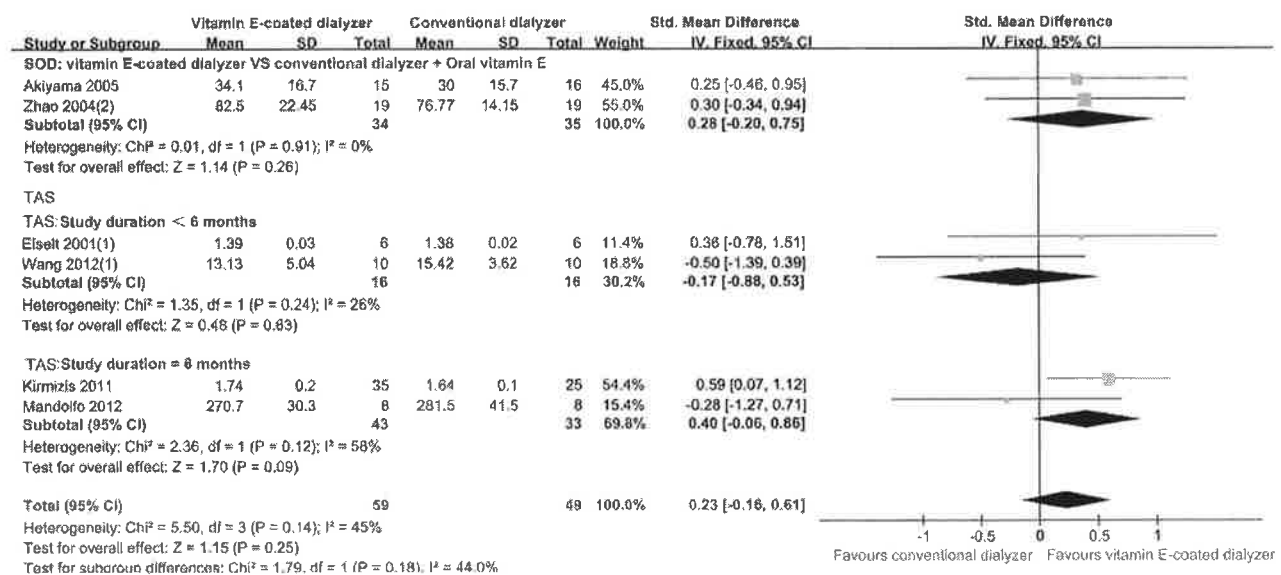 Vitamin E-coated dialyzer Conventional dialyzer Std. Mean Difference Std. Mean Difference
Study or Subgroup Mean SD Total Mean SD Total Weight IV. Fixed. 95% CI IV. Fixed. 95% CI
SOD: vitamin E-coated dialyzer VS conventional dialyzer + Oral vitamin E
Akiyama 2005 34.1 16.7 15 30 15.7 16 45.0% 0.25 [-0.46, 0.95]
Zhao 2004(2) 82.5 22.45 19 76.77 14.15 19 55.0% 0.30 [-0.34, 0.94]
Subtotal (95% CI) 34 35 100.0% 0.28 [-0.20, 0.75]
Heterogeneity: Chi² = 0.01, df = 1 (P = 0.91); I² = 0%
Test for overall effect: Z = 1.14 (P = 0.26)
TAS
TAS:Study duration < 6 months
Eiselt 2001(1) 1.39 0.03 6 1.38 0.02 6 11.4% 0.36 [-0.78, 1.51]
Wang 2012(1) 13.13 5.04 10 15.42 3.62 10 18.8% -0.50 [-1.39, 0.39]
Subtotal (95% CI) 16 16 30.2% -0.17 [-0.88, 0.53]
Heterogeneity: Chi² = 1.35, df = 1 (P = 0.24); I² = 26%
Test for overall effect: Z = 0.48 (P = 0.63)
TAS:Study duration = 6 months
Kirmizis 2011 1.74 0.2 35 1.64 0.1 25 54.4% 0.59 [0.07, 1.12]
Mandolfo 2012 270.7 30.3 8 281.5 41.5 8 15.4% -0.28 [-1.27, 0.71]
Subtotal (95% CI) 43 33 69.8% 0.40 [-0.06, 0.86]
Heterogeneity: Chi² = 2.36, df = 1 (P = 0.12); I² = 58%
Test for overall effect: Z = 1.70 (P = 0.09)
Total (95% CI) 59 49 100.0% 0.23 [-0.16, 0.61]
Heterogeneity: Chi² = 5.50, df = 3 (P = 0.14); I² = 45%
Test for overall effect: Z = 1.15 (P = 0.25)
Test for subgroup differences: Chi² = 1.79, df = 1 (P = 0.18), I² = 44.0%
-1 -0.5 0 0.5 1
Favours conventional dialyzer Favours vitamin E-coated dialyzer